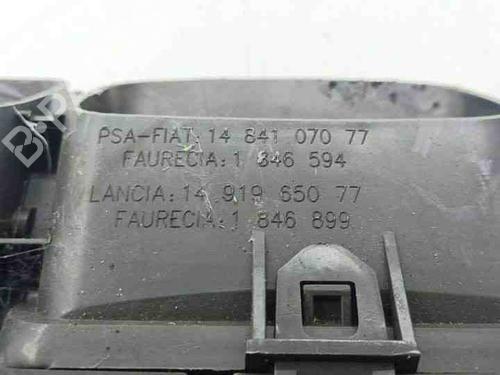 PSA-FIAT:14 841 070 77
FAURECIA:1 846 594
LANCIA:14 919 650 77
FAURECIA:1 846 899